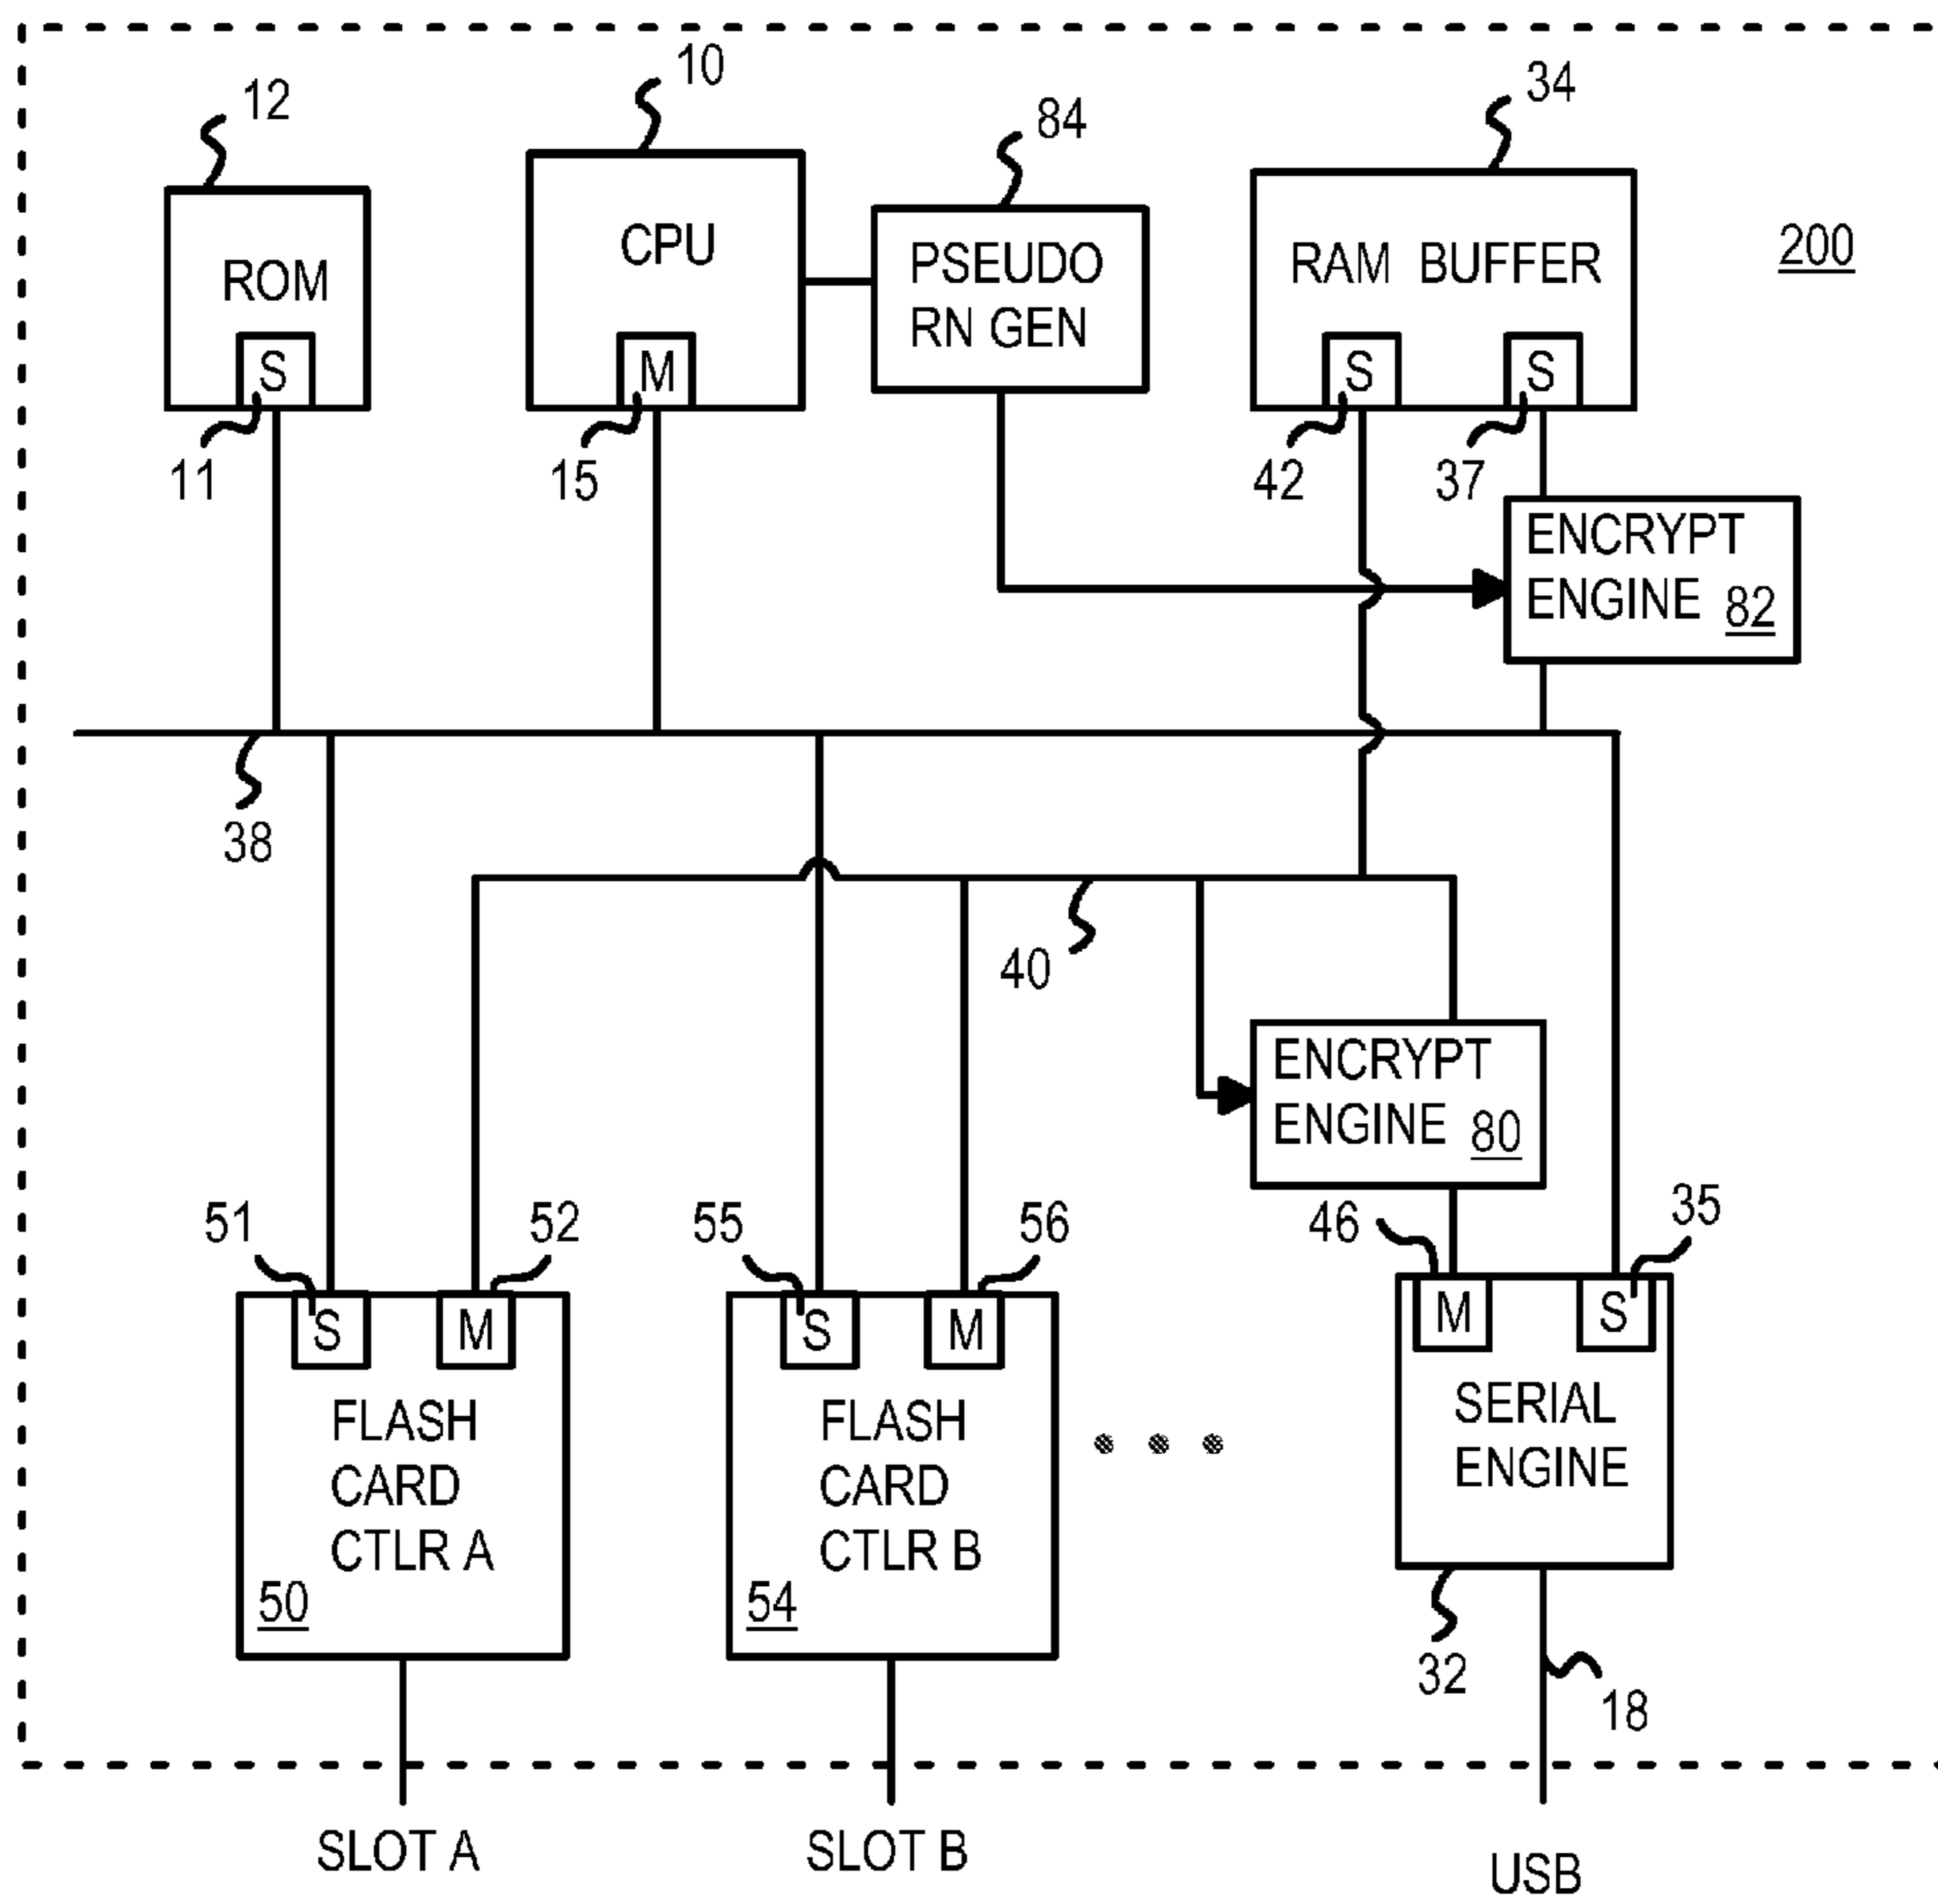 10
12
34
84
CPU
200
ROM
PSEUDO
RN GEN
RAM BUFFER
S
M
S
S
11
15
42
37
ENCRYPT
ENGINE 82
38
40
ENCRYPT
ENGINE 80
51
52
55
56
46
35
S
M
S
M
M
S
FLASH
CARD
CTLR A
50
FLASH
CARD
CTLR B
54
SERIAL
ENGINE
32
18
SLOT A
SLOT B
USB